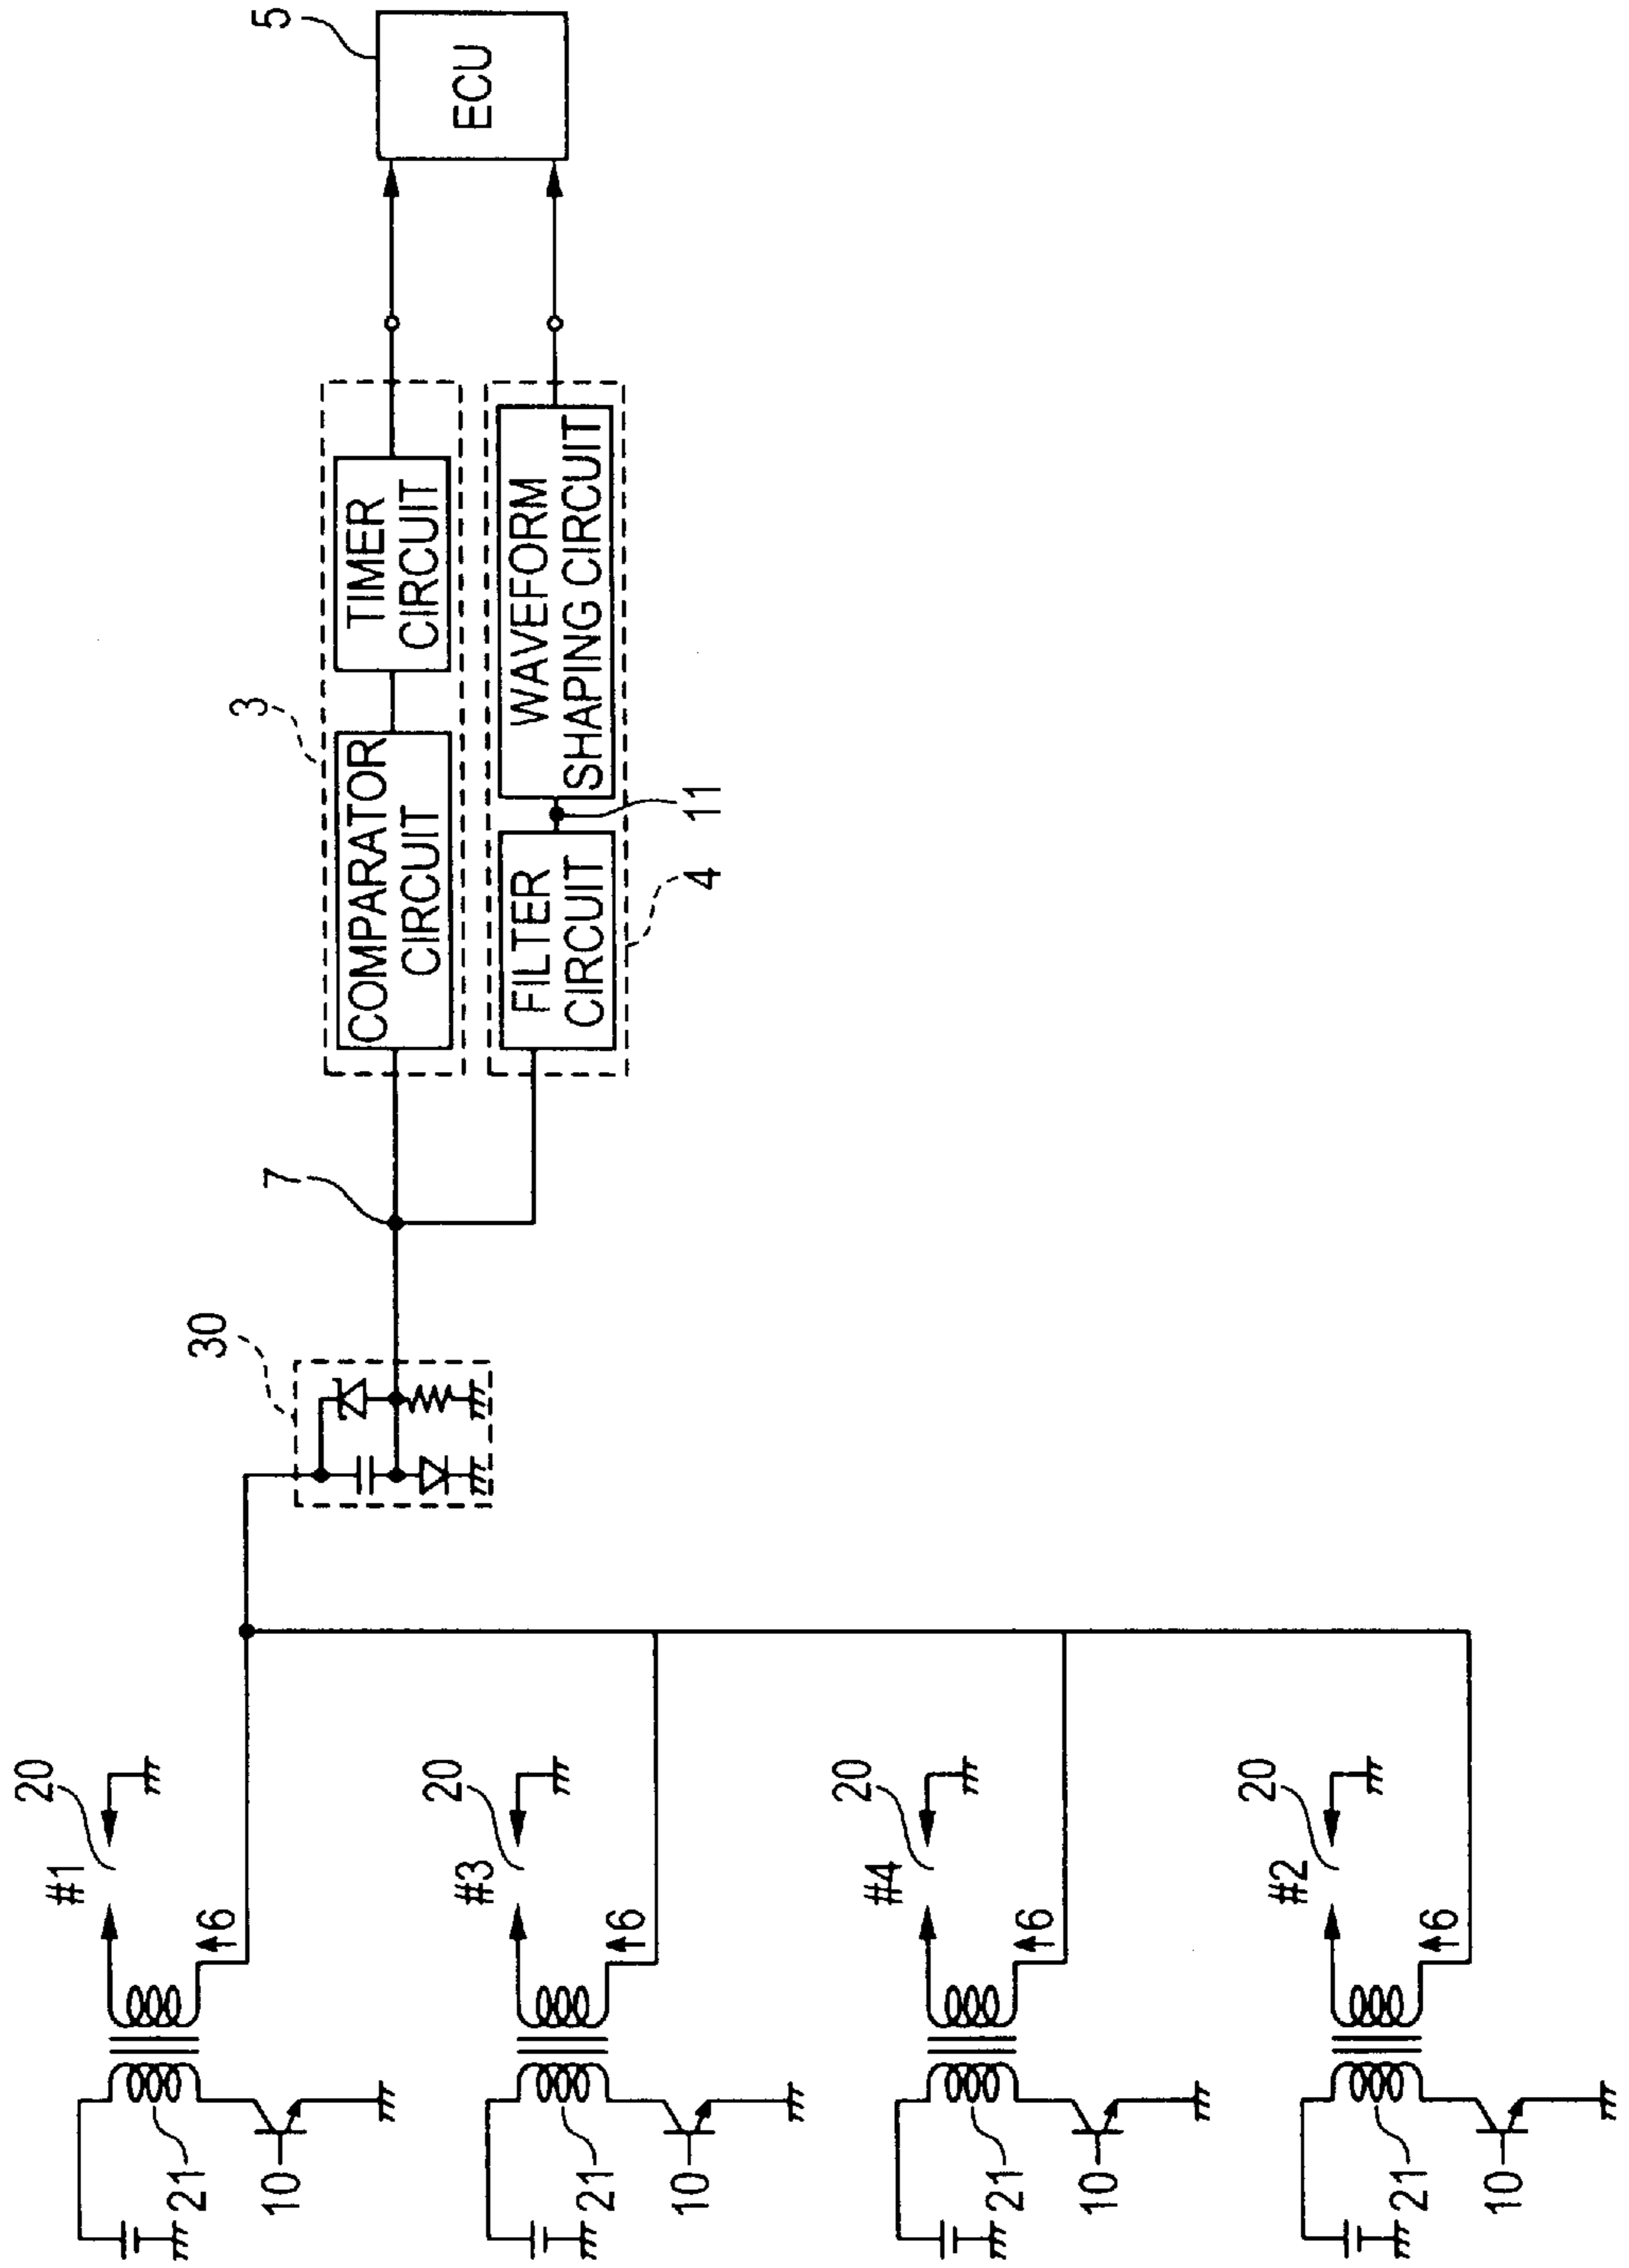 #1
20
6
21
10
#3
20
6
21
10
#4
20
6
21
10
#2
20
6
21
10
30
7
3
COMPARATOR
CIRCUIT
TIMER
CIRCUIT
FILTER
CIRCUIT
4
11
WAVEFORM
SHAPING CIRCUIT
5
ECU